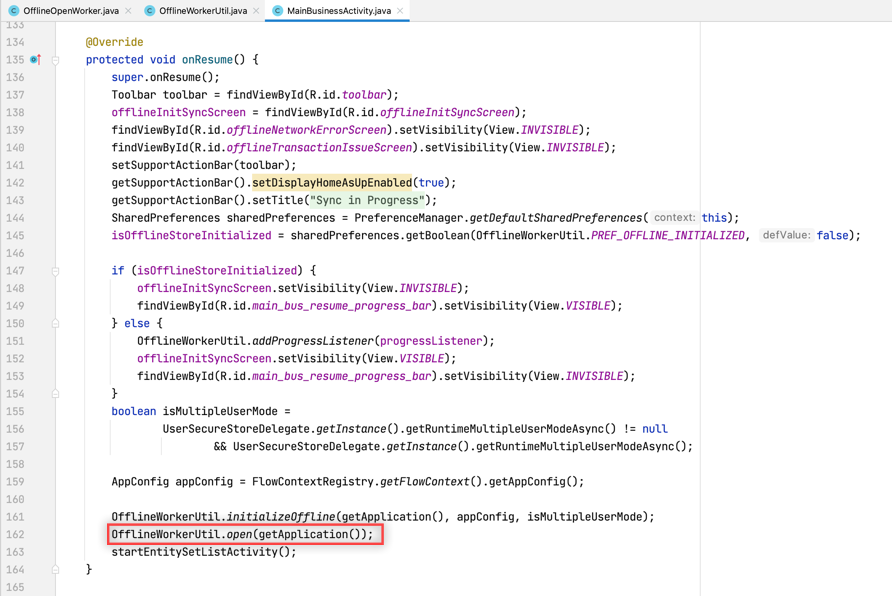 OfflineOpenWorker.java OfflineWorkerUtil.java MainBusinessActivity.java
133
134 @Override
135 protected void onResume() {
136 super.onResume();
137 Toolbar toolbar = findViewById(R.id.toolbar);
138 offlineInitSyncScreen = findViewById(R.id.offlineInitSyncScreen);
139 findViewById(R.id.offlineNetworkErrorScreen).setVisibility(View.INVISIBLE);
140 findViewById(R.id.offlineTransactionIssueScreen).setVisibility(View.INVISIBLE);
141 setSupportActionBar(toolbar);
142 getSupportActionBar().setDisplayHomeAsUpEnabled(true);
143 getSupportActionBar().setTitle("Sync in Progress");
144 SharedPreferences sharedPreferences = PreferenceManager.getDefaultSharedPreferences( context: this);
145 isOfflineStoreInitialized = sharedPreferences.getBoolean(OfflineWorkerUtil.PREF_OFFLINE_INITIALIZED, defValue: false);
146
147 if (isOfflineStoreInitialized) {
148 offlineInitSyncScreen.setVisibility(View.INVISIBLE);
149 findViewById(R.id.main_bus_resume_progress_bar).setVisibility(View.VISIBLE);
150 } else {
151 OfflineWorkerUtil.addProgressListener(progressListener);
152 offlineInitSyncScreen.setVisibility(View.VISIBLE);
153 findViewById(R.id.main_bus_resume_progress_bar).setVisibility(View.INVISIBLE);
154 }
155 boolean isMultipleUserMode =
156 UserSecureStoreDelegate.getInstance().getRuntimeMultipleUserModeAsync() != null
157 && UserSecureStoreDelegate.getInstance().getRuntimeMultipleUserModeAsync();
158
159 AppConfig appConfig = FlowContextRegistry.getFlowContext().getAppConfig();
160
161 OfflineWorkerUtil.initializeOffline(getApplication(), appConfig, isMultipleUserMode);
162 OfflineWorkerUtil.open(getApplication());
163 startEntitySetListActivity();
164 }
165